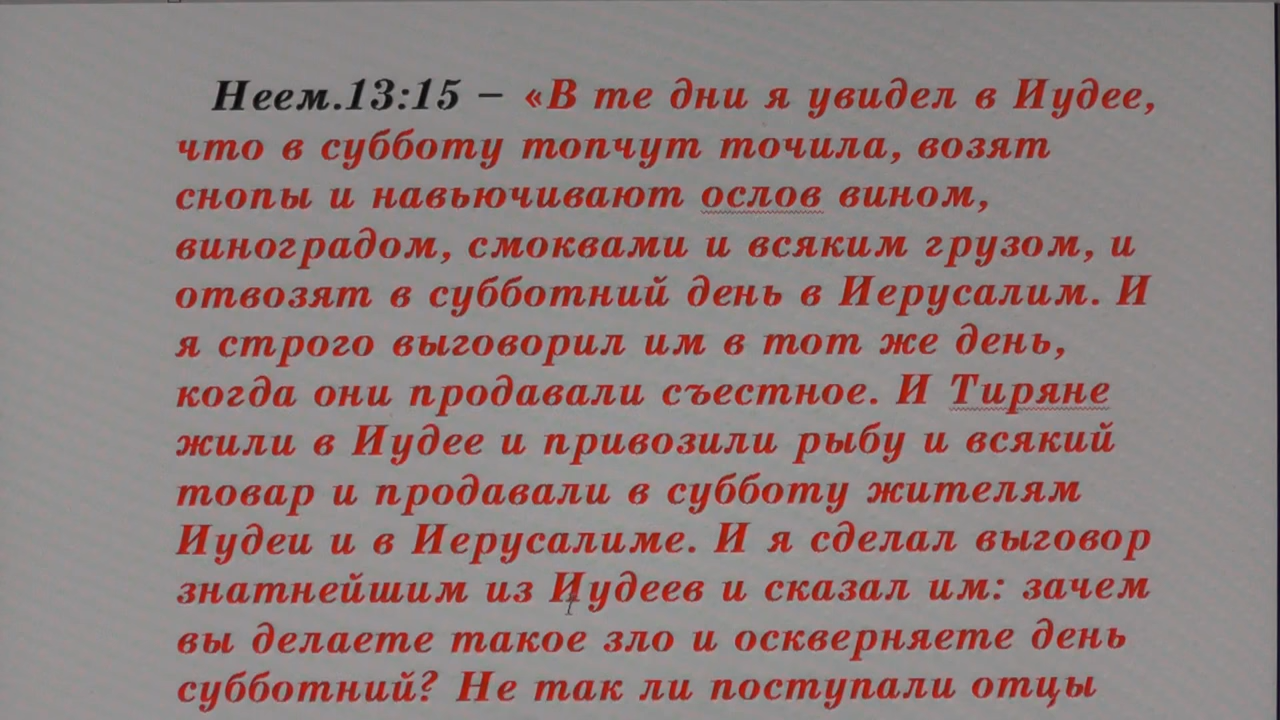 Неем.13:15 – «В те дни я увидел в Иудее,
что в субботу топчут точила, возят
снопы и навьючивают ослов вином,
виноградом, смоквами и всяким грузом, и
отвозят в субботний день в Иерусалим. И
я строго выговорил им в тот же день,
когда они продавали съестное. И Тиряне
жили в Иудее и привозили рыбу и всякий
товар и продавали в субботу жителям
Иудеи и в Иерусалиме. И я сделал выговор
знатнейшим из Иудеев и сказал им: зачем
вы делаете такое зло и оскверняете день
субботний? Не так ли поступали отцы